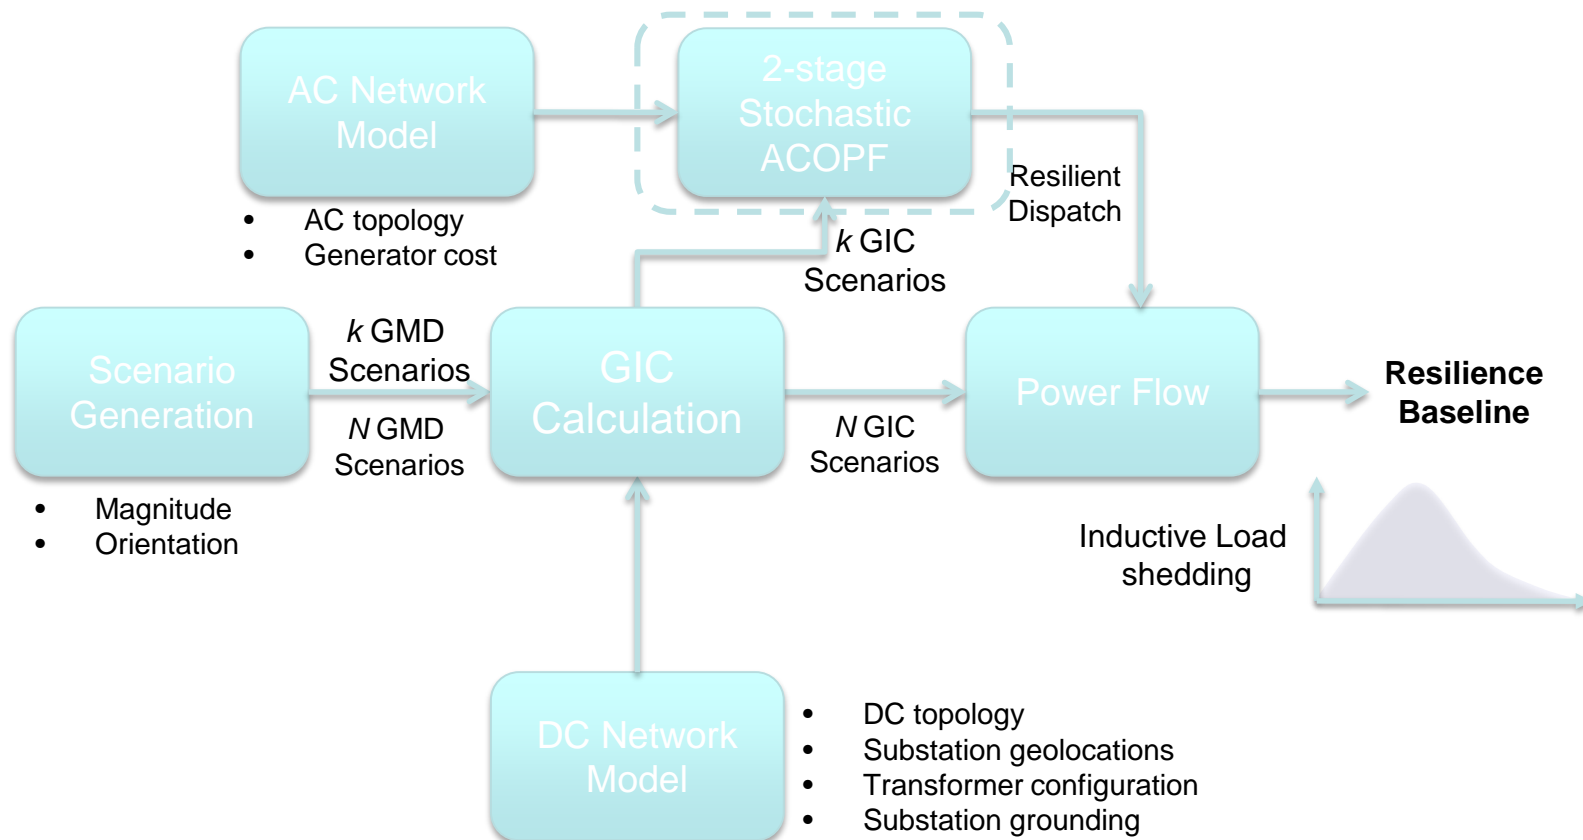 AC Network
Model
2-stage
Stochastic
ACOPF
• AC topology
• Generator cost
Resilient
Dispatch
k GIC
Scenarios
Scenario
Generation
k GMD
Scenarios
N GMD
Scenarios
GIC
Calculation
N GIC
Scenarios
Power Flow
Resilience
Baseline
• Magnitude
• Orientation
Inductive Load
shedding
DC Network
Model
• DC topology
• Substation geolocations
• Transformer configuration
• Substation grounding